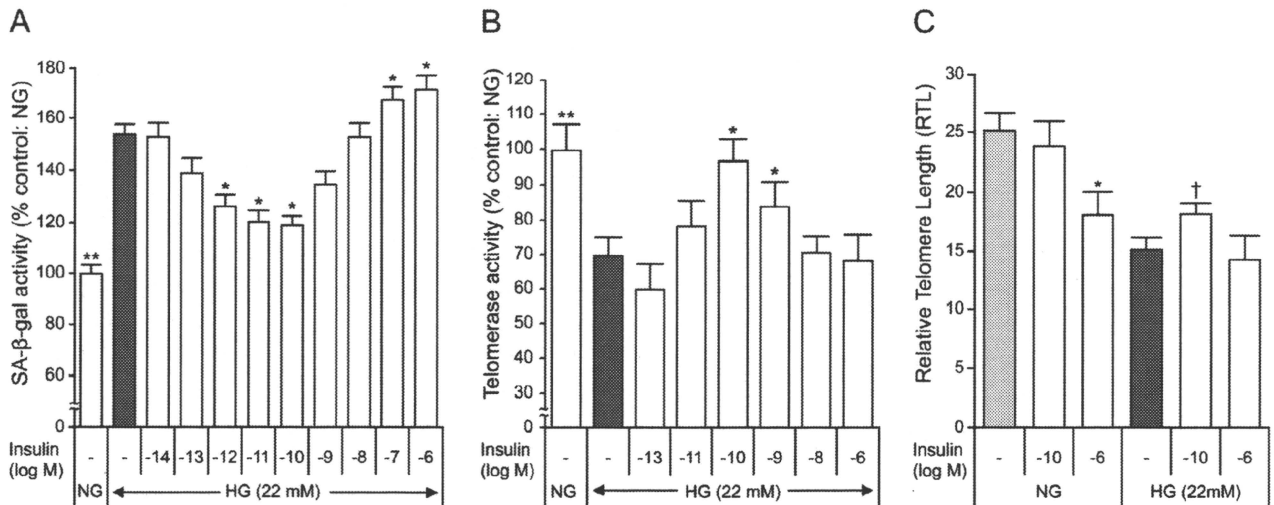 A
SA-β-gal activity (% control: NG)
180
160
140
120
100
80
60
0
**
*
*
*
*
*
Insulin (log M)
- - -14 -13 -12 -11 -10 -9 -8 -7 -6
NG HG (22 mM)
B
Telomerase activity (% control: NG)
120
110
100
90
80
70
60
50
40
30
0
**
*
*
Insulin (log M)
- - -13 -11 -10 -9 -8 -6
NG HG (22 mM)
C
Relative Telomere Length (RTL)
30
25
20
15
10
5
0
*
†
Insulin (log M)
- -10 -6 - -10 -6
NG HG (22mM)